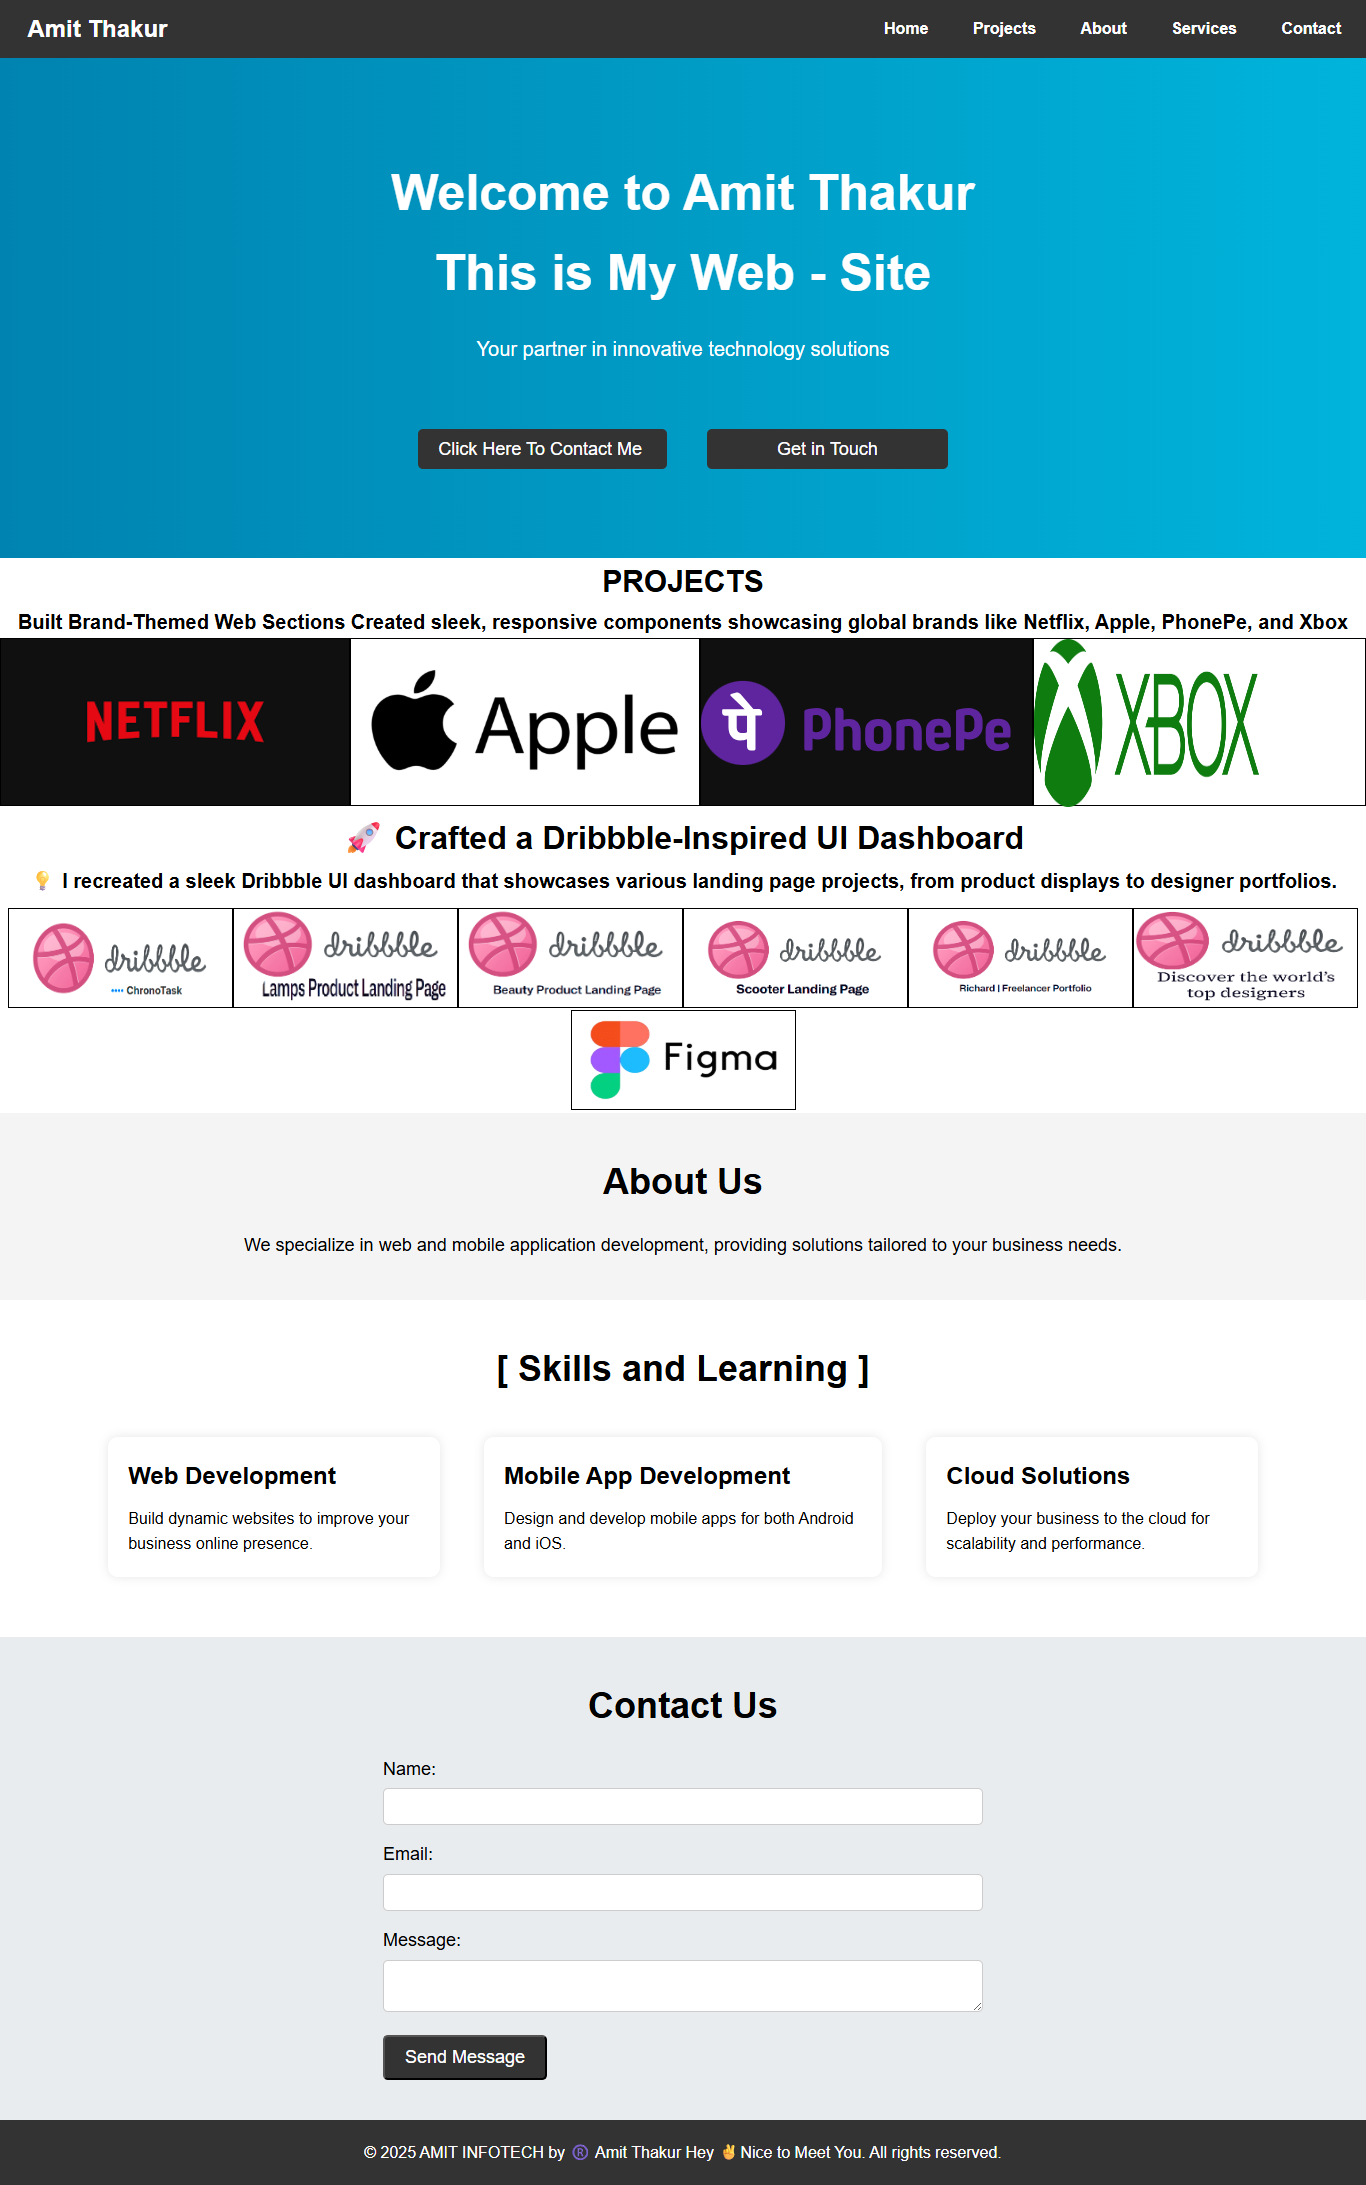 Amit Thakur
Home Projects About Services Contact
Welcome to Amit Thakur
This is My Web - Site
Your partner in innovative technology solutions
Click Here To Contact Me
Get in Touch
PROJECTS
Built Brand-Themed Web Sections Created sleek, responsive components showcasing global brands like Netflix, Apple, PhonePe, and Xbox
NETFLIX
Apple
पे PhonePe
XBOX
🚀 Crafted a Dribbble-Inspired UI Dashboard
💡 I recreated a sleek Dribbble UI dashboard that showcases various landing page projects, from product displays to designer portfolios.
dribbble
•••• ChronoTask
dribbble
Lamps Product Landing Page
dribbble
Beauty Product Landing Page
dribbble
Scooter Landing Page
dribbble
Richard | Freelancer Portfolio
dribbble
Discover the world's
top designers
Figma
About Us
We specialize in web and mobile application development, providing solutions tailored to your business needs.
[ Skills and Learning ]
Web Development
Build dynamic websites to improve your
business online presence.
Mobile App Development
Design and develop mobile apps for both Android
and iOS.
Cloud Solutions
Deploy your business to the cloud for
scalability and performance.
Contact Us
Name:
Email:
Message:
Send Message
© 2025 AMIT INFOTECH by ® Amit Thakur Hey ✌Nice to Meet You. All rights reserved.